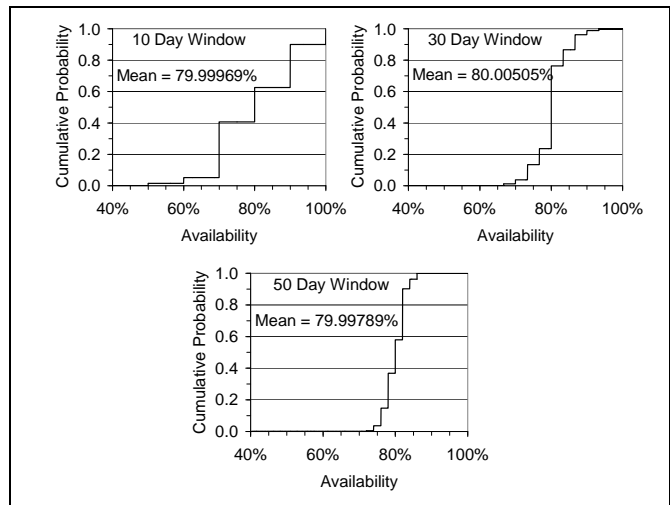 10 Day Window
Mean = 79.99969%
Cumulative Probability
1.0
0.8
0.6
0.4
0.2
0.0
40% 60% 80% 100%
Availability
30 Day Window
Mean = 80.00505%
Cumulative Probability
1.0
0.8
0.6
0.4
0.2
0.0
40% 60% 80% 100%
Availability
50 Day Window
Mean = 79.99789%
Cumulative Probability
1.0
0.8
0.6
0.4
0.2
0.0
40% 60% 80% 100%
Availability